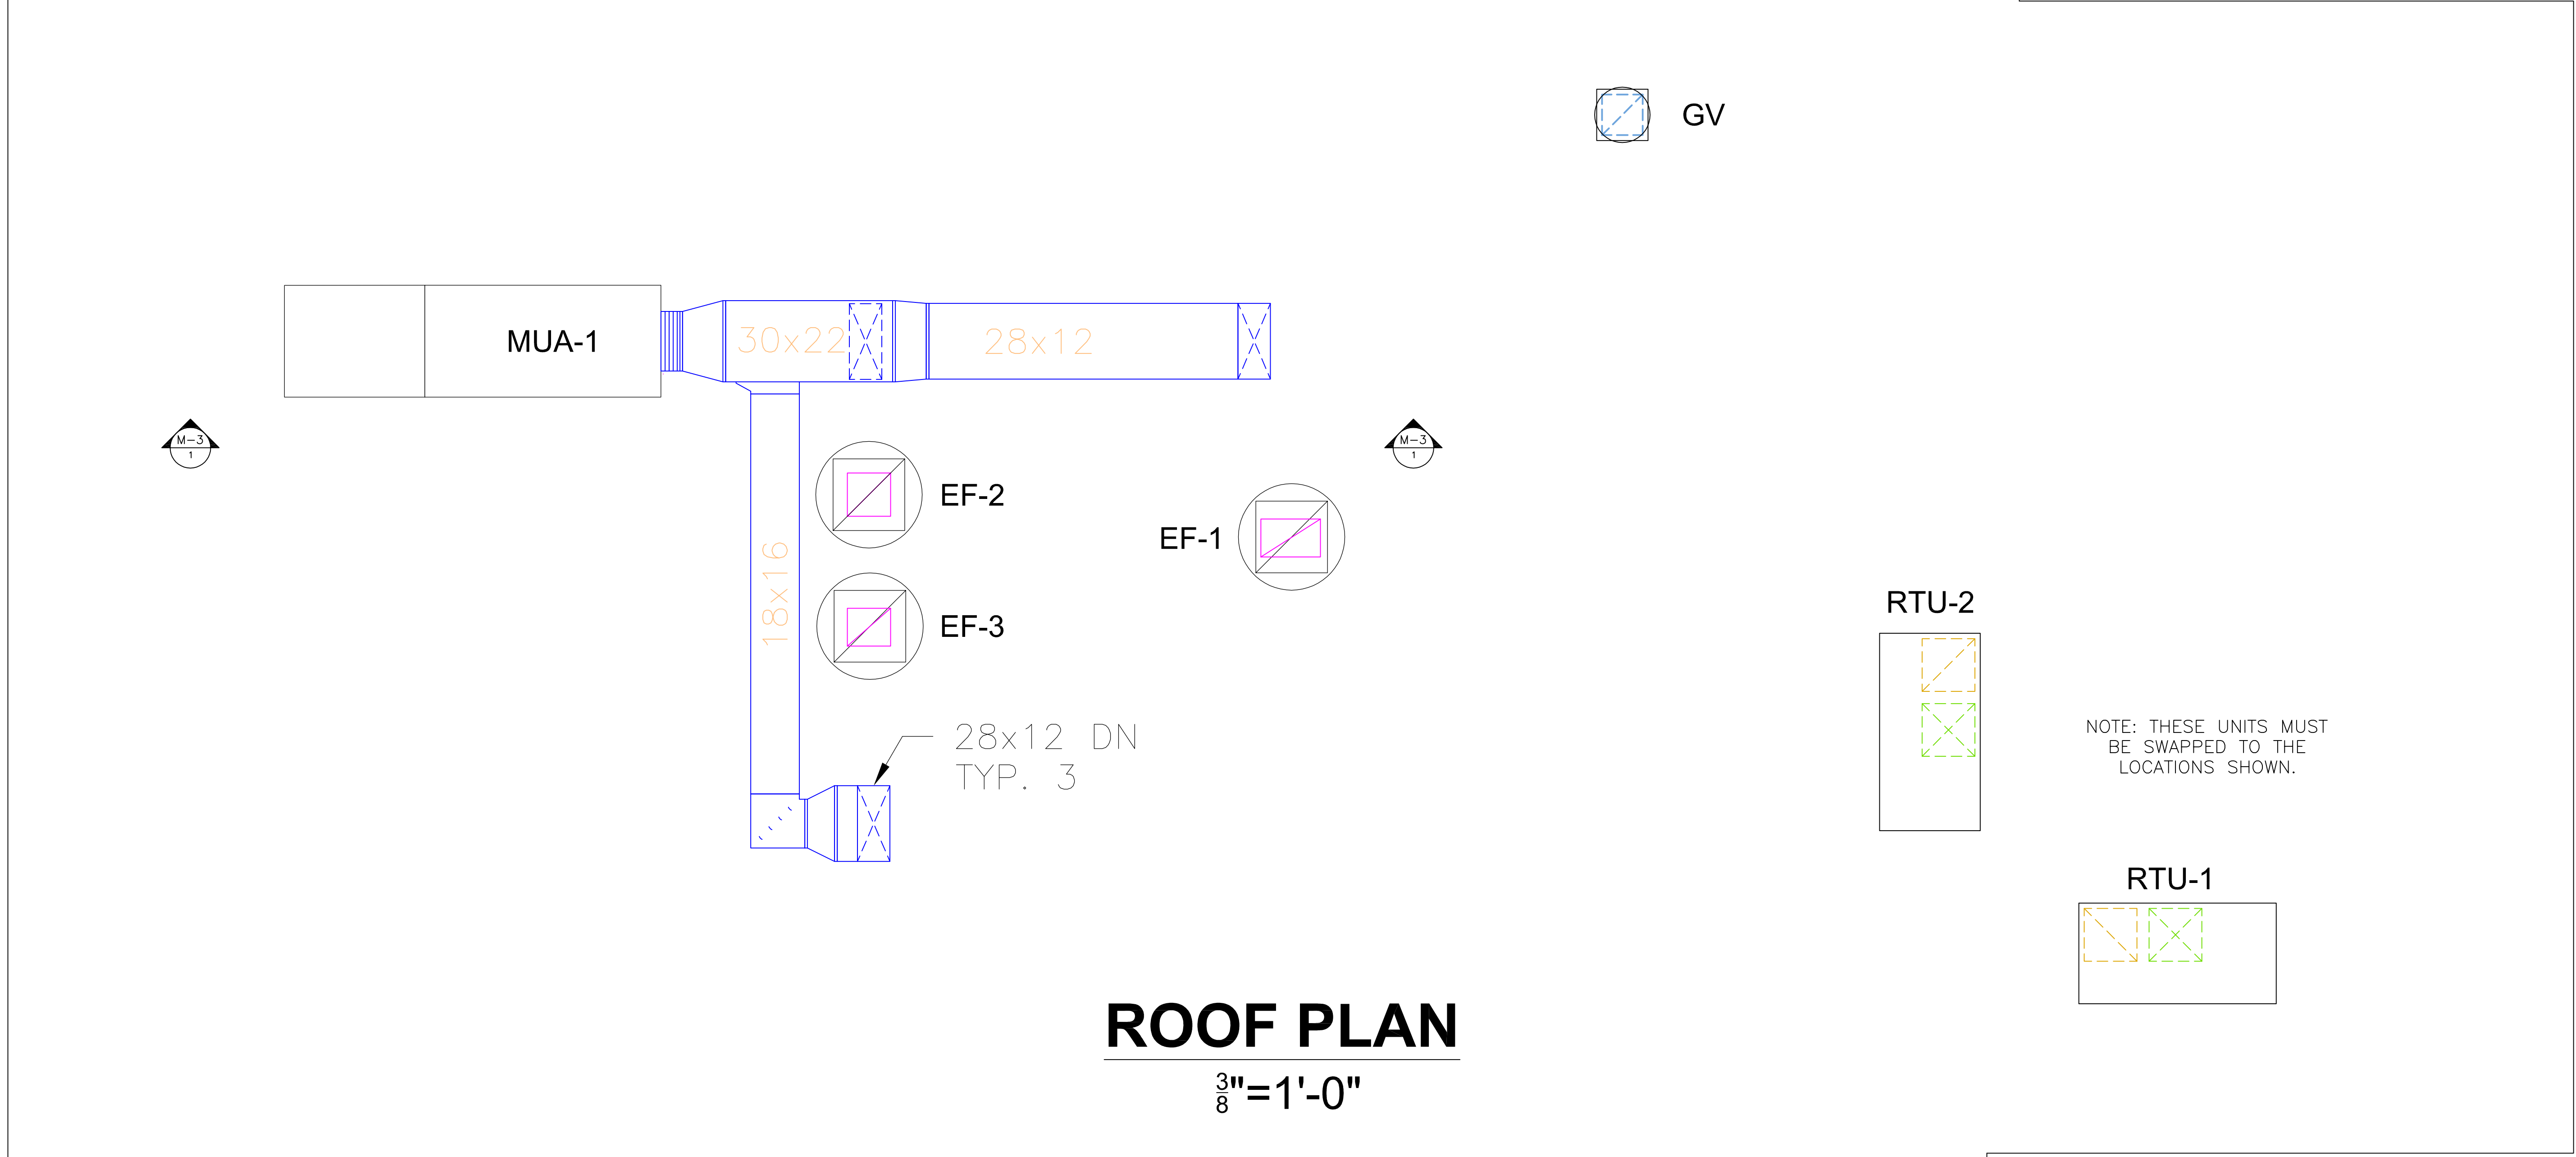 GV
MUA-1
30x22
28x12
M-3
1
M-3
1
EF-2
EF-1
18x16
EF-3
RTU-2
28x12 DN
TYP. 3
NOTE: THESE UNITS MUST
BE SWAPPED TO THE
LOCATIONS SHOWN.
RTU-1
ROOF PLAN
3/8"=1'-0"